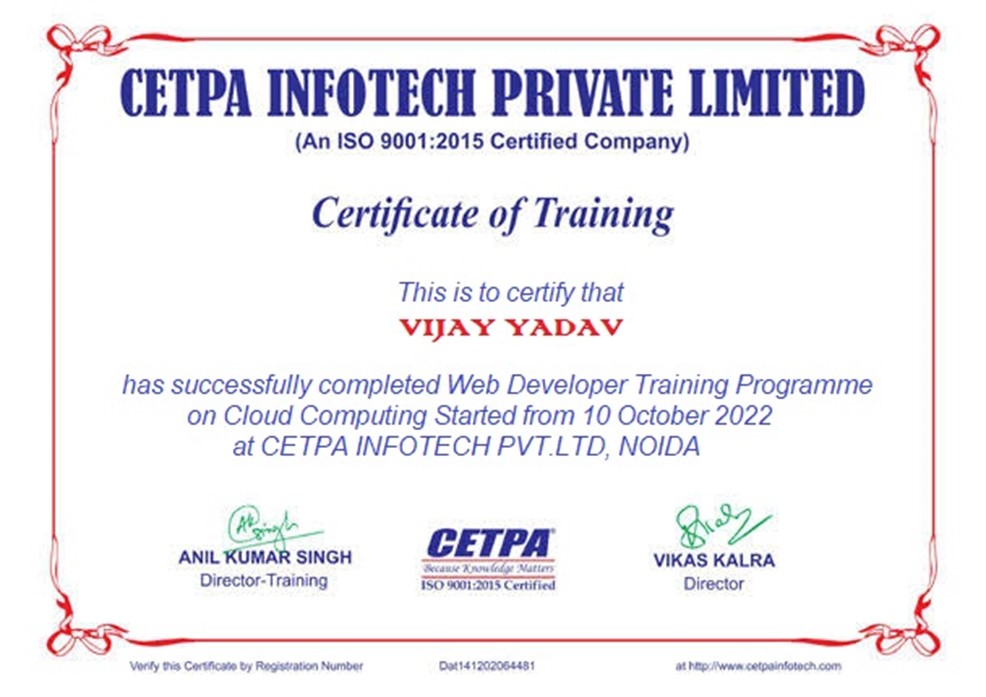 CETPA INFOTECH PRIVATE LIMITED
(An ISO 9001:2015 Certified Company)
Certificate of Training
This is to certify that
VIJAY YADAV
has successfully completed Web Developer Training Programme
on Cloud Computing Started from 10 October 2022
at CETPA INFOTECH PVT.LTD, NOIDA
AK Singh
ANIL KUMAR SINGH
Director-Training
CETPA®
Because Knowledge Matters
ISO 9001:2015 Certified
VIKAS KALRA
Director
Verify this Certificate by Registration Number Dat141202064481 at http://www.cetpainfotech.com